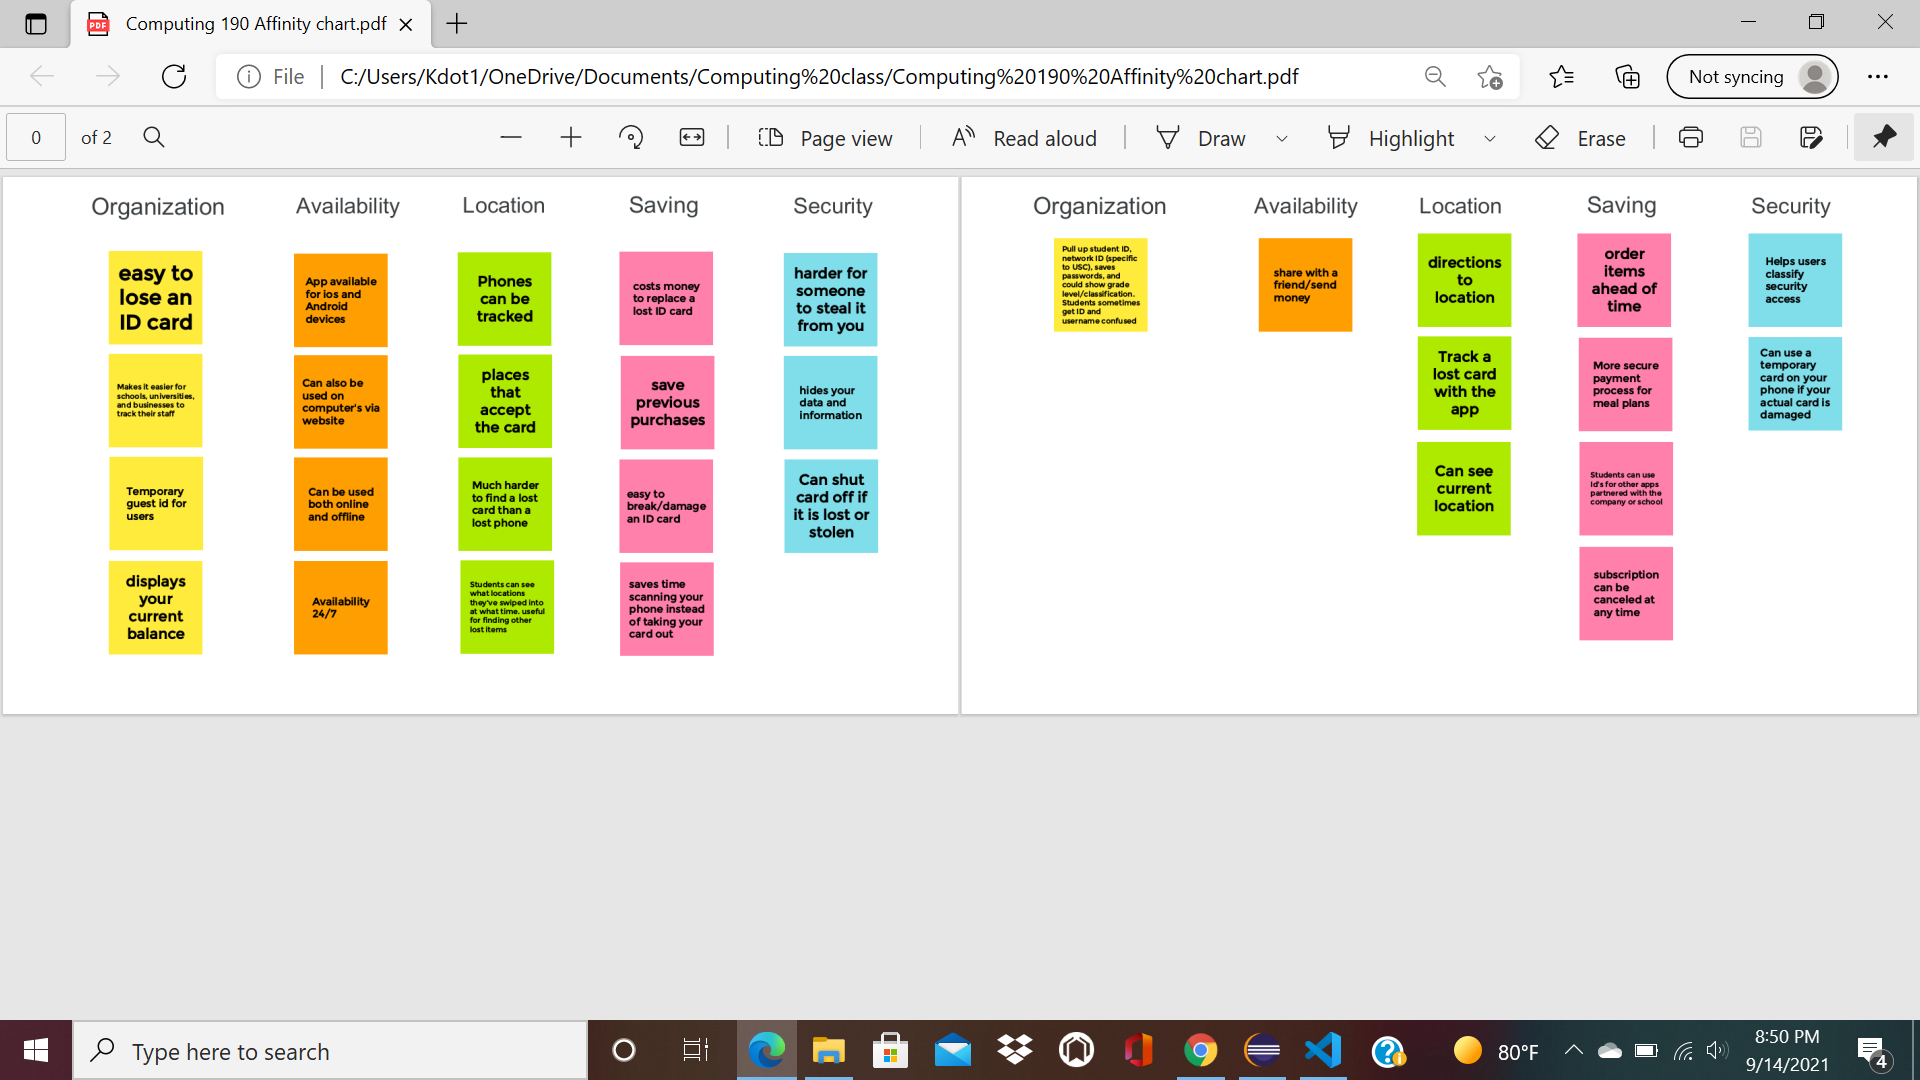 Computing 190 Affinity chart.pdf
File
C:/Users/Kdot1/OneDrive/Documents/Computing%20class/Computing%20190%20Affinity%20chart.pdf
Not syncing
0 of 2
Page view
Read aloud
Draw
Highlight
Erase
Organization
Availability
Location
Saving
Security
easy to
lose an
ID card
App available
for ios and
Android
devices
Phones
can be
tracked
costs money
to replace a
lost ID card
harder for
someone
to steal it
from you
Makes it easier for
schools, universities,
and businesses to
track their staff
Can also be
used on
computer's via
website
places
that
accept
the card
save
previous
purchases
hides your
data and
information
Temporary
guest id for
users
Can be used
both online
and offline
Much harder
to find a lost
card than a
lost phone
easy to
break/damage
an ID card
Can shut
card off if
it is lost or
stolen
displays
your
current
balance
Availability
24/7
Students can see
what locations
they've swiped into
at what time. useful
for finding other
lost items
saves time
scanning your
phone instead
of taking your
card out
Organization
Availability
Location
Saving
Security
Pull up student ID,
network ID (specific
to USC), saves
passwords, and
could show grade
level/classification.
Students sometimes
get ID and
username confused
share with a
friend/send
money
directions
to
location
order
items
ahead of
time
Helps users
classify
security
access
Track a
lost card
with the
app
More secure
payment
process for
meal plans
Can use a
temporary
card on your
phone if your
actual card is
damaged
Can see
current
location
Students can use
Id's for other apps
partnered with the
company or school
subscription
can be
canceled at
any time
Type here to search
80°F
8:50 PM
9/14/2021
4